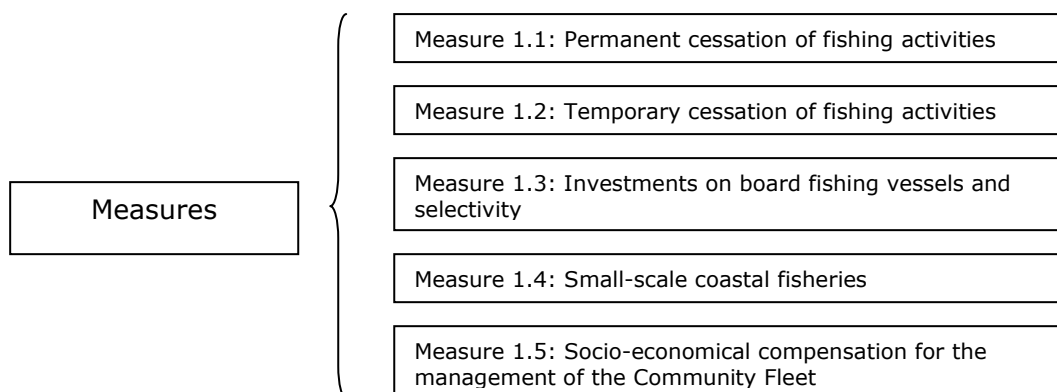 Measures
Measure 1.1: Permanent cessation of fishing activities
Measure 1.2: Temporary cessation of fishing activities
Measure 1.3: Investments on board fishing vessels and
selectivity
Measure 1.4: Small-scale coastal fisheries
Measure 1.5: Socio-economical compensation for the
management of the Community Fleet